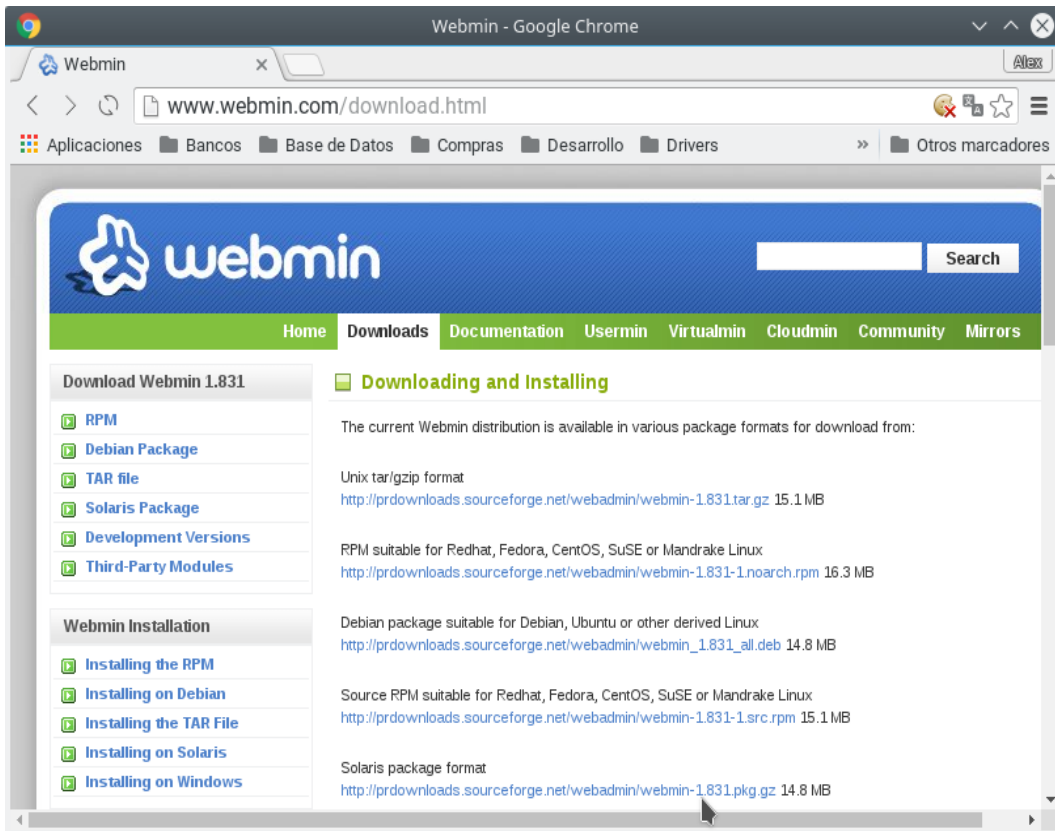 Webmin - Google Chrome
Webmin
Alex
www.webmin.com/download.html
Aplicaciones Bancos Base de Datos Compras Desarrollo Drivers » Otros marcadores
webmin
Search
Home Downloads Documentation Usermin Virtualmin Cloudmin Community Mirrors
Download Webmin 1.831
RPM
Debian Package
TAR file
Solaris Package
Development Versions
Third-Party Modules
Webmin Installation
Installing the RPM
Installing on Debian
Installing the TAR File
Installing on Solaris
Installing on Windows
Downloading and Installing
The current Webmin distribution is available in various package formats for download from:
Unix tar/gzip format
http://prdownloads.sourceforge.net/webadmin/webmin-1.831.tar.gz 15.1 MB
RPM suitable for Redhat, Fedora, CentOS, SuSE or Mandrake Linux
http://prdownloads.sourceforge.net/webadmin/webmin-1.831-1.noarch.rpm 16.3 MB
Debian package suitable for Debian, Ubuntu or other derived Linux
http://prdownloads.sourceforge.net/webadmin/webmin_1.831_all.deb 14.8 MB
Source RPM suitable for Redhat, Fedora, CentOS, SuSE or Mandrake Linux
http://prdownloads.sourceforge.net/webadmin/webmin-1.831-1.src.rpm 15.1 MB
Solaris package format
http://prdownloads.sourceforge.net/webadmin/webmin-1.831.pkg.gz 14.8 MB